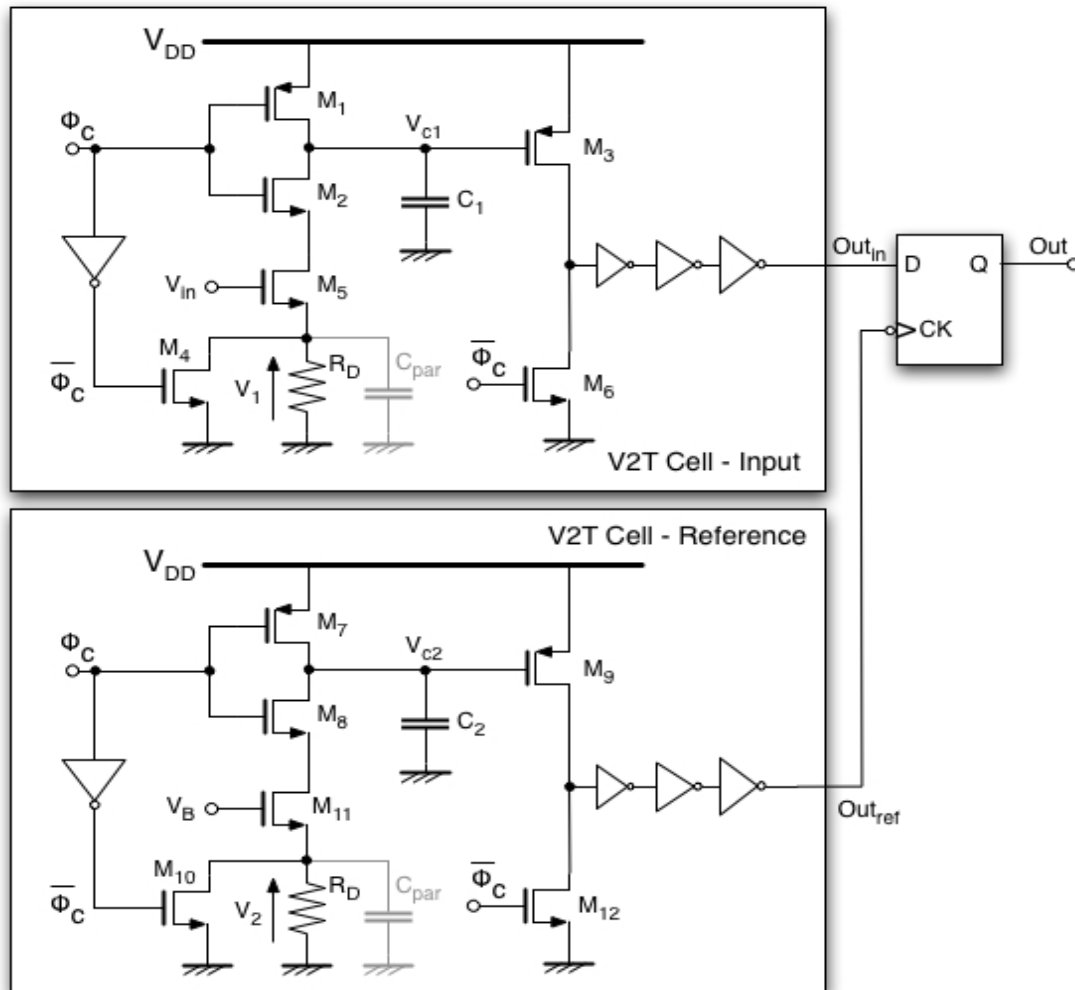 V_DD
M_1
Φ_C
V_c1
M_3
M_2
C_1
V_in
M_5
Out_in
D
Q
Out
CK
M_4
Φ̅_C
V_1
R_D
C_par
Φ̅_C
M_6
V2T Cell - Input
V2T Cell - Reference
V_DD
M_7
Φ_C
V_c2
M_9
M_8
C_2
V_B
M_11
Out_ref
M_10
Φ̅_C
V_2
R_D
C_par
Φ̅_C
M_12